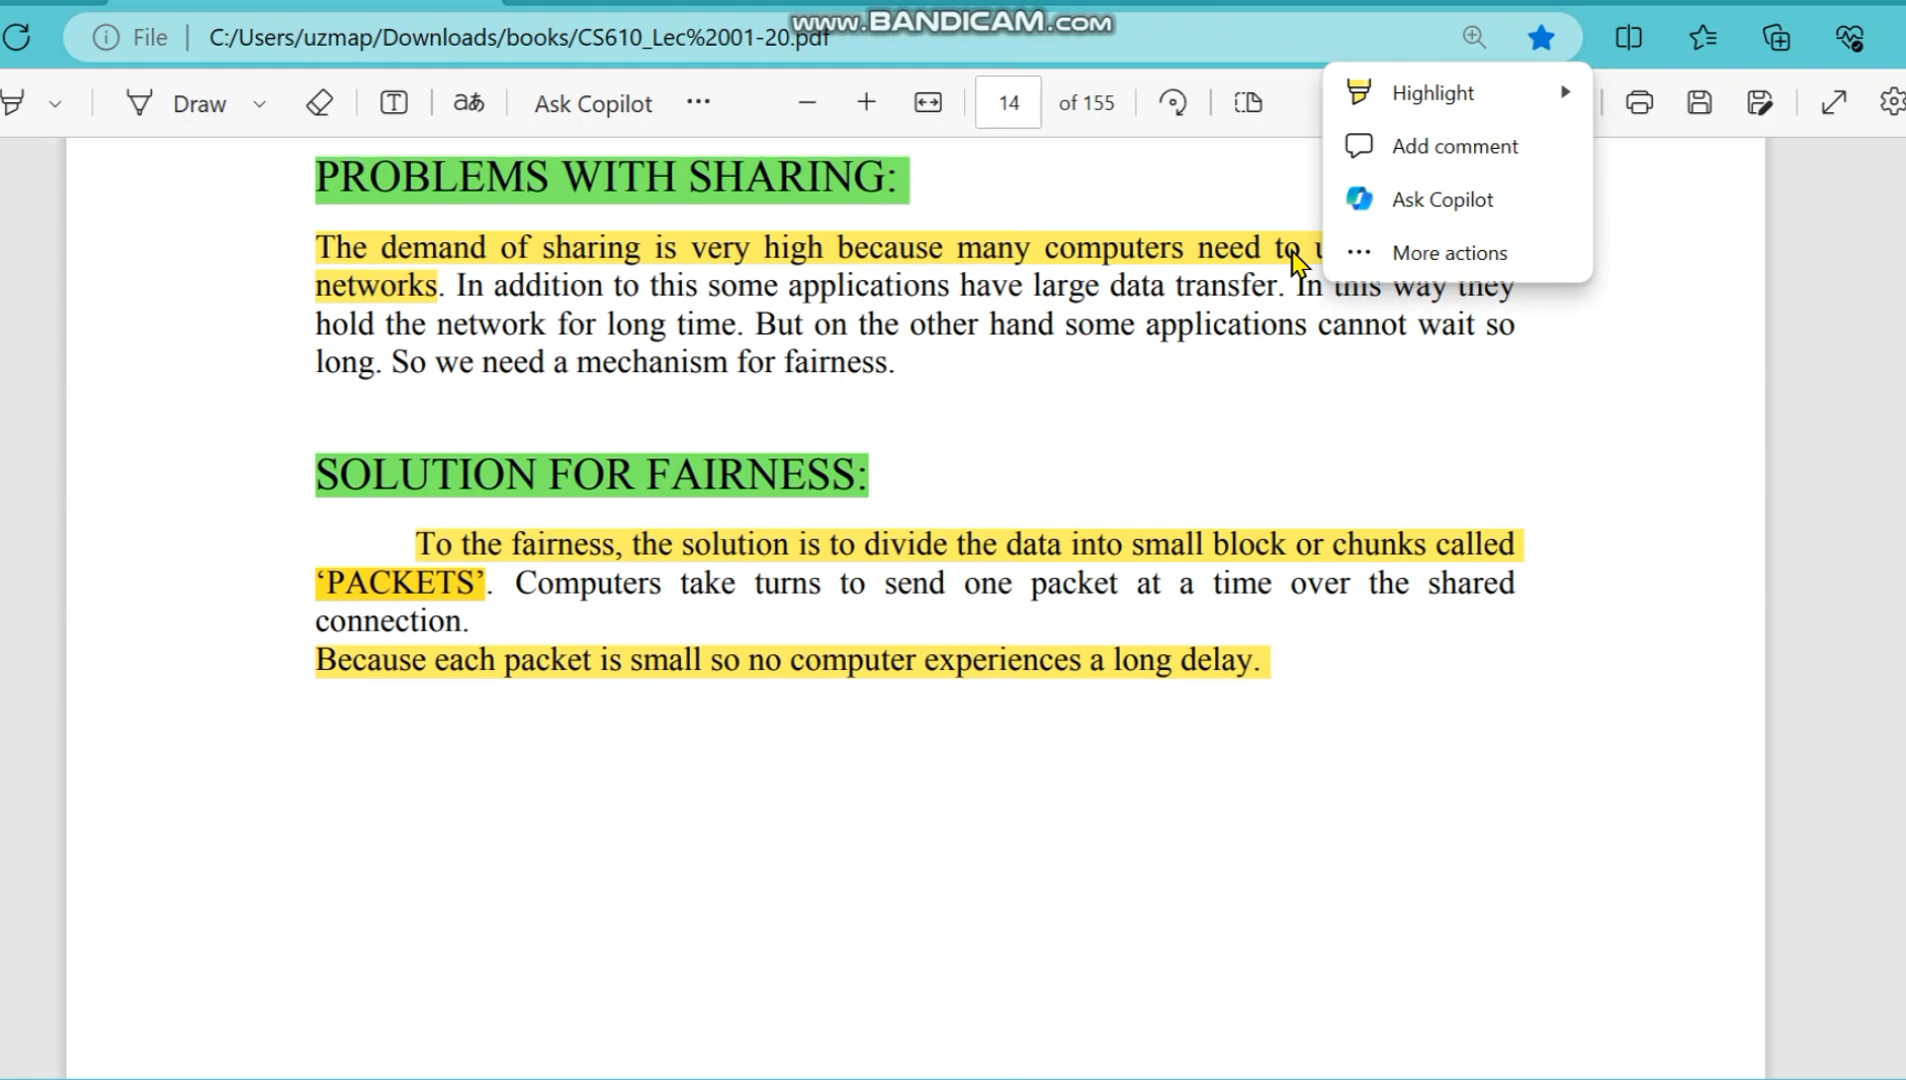 www.BANDICAM.com
File | C:/Users/uzmap/Downloads/books/CS610_Lec%2001-20.pdf
Draw aあ Ask Copilot ... 14 of 155
Highlight
Add comment
Ask Copilot
More actions
PROBLEMS WITH SHARING:
The demand of sharing is very high because many computers need to
networks. In addition to this some applications have large data transfer. In this way they
hold the network for long time. But on the other hand some applications cannot wait so
long. So we need a mechanism for fairness.
SOLUTION FOR FAIRNESS:
To the fairness, the solution is to divide the data into small block or chunks called
‘PACKETS’. Computers take turns to send one packet at a time over the shared
connection.
Because each packet is small so no computer experiences a long delay.